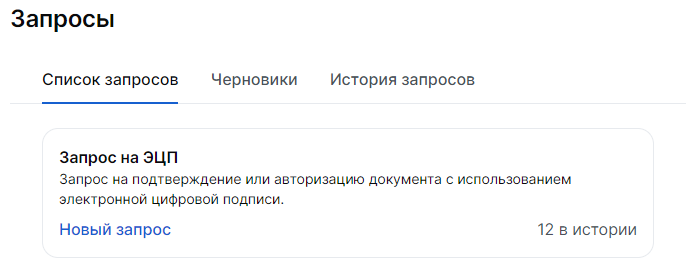 Запросы
Список запросов
Черновики
История запросов
Запрос на ЭЦП
Запрос на подтверждение или авторизацию документа с использованием
электронной цифровой подписи.
Новый запрос
12 в истории